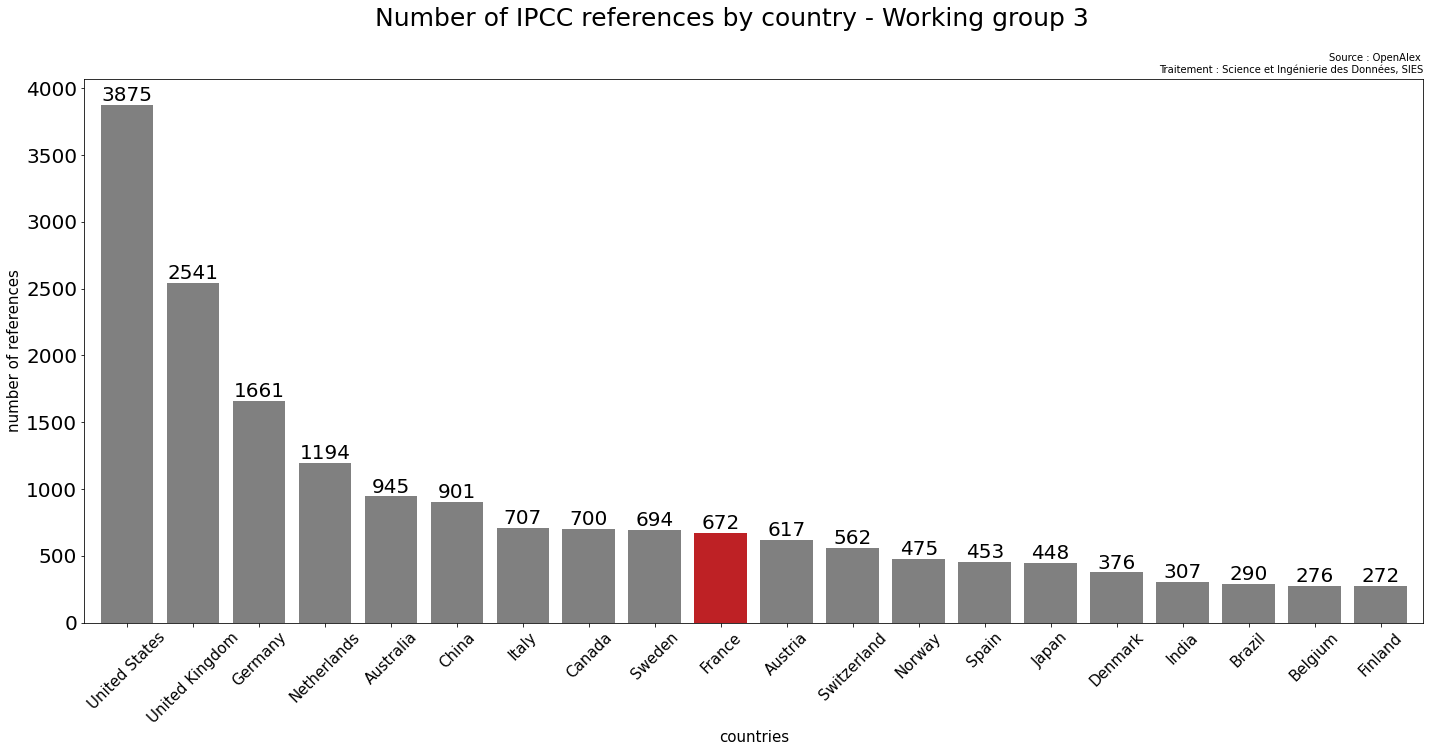 Number of IPCC references by country - Working group 3
Source : OpenAlex
Traitement : Science et Ingénierie des Données, SIES
number of references
4000
3500
3000
2500
2000
1500
1000
500
0
3875
2541
1661
1194
945
901
707
700
694
672
617
562
475
453
448
376
307
290
276
272
United States
United Kingdom
Germany
Netherlands
Australia
China
Italy
Canada
Sweden
France
Austria
Switzerland
Norway
Spain
Japan
Denmark
India
Brazil
Belgium
Finland
countries